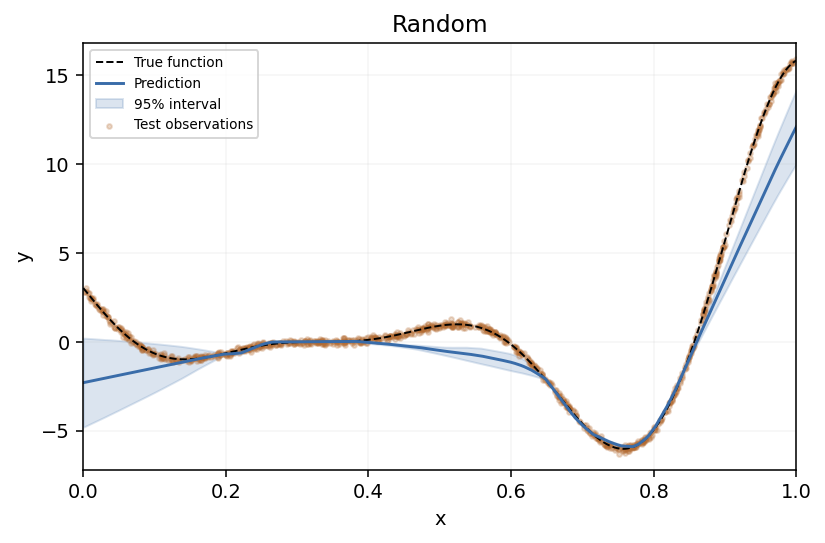 Random
True function
Prediction
95% interval
Test observations
15
10
5
0
−5
y
0.0 0.2 0.4 0.6 0.8 1.0
x